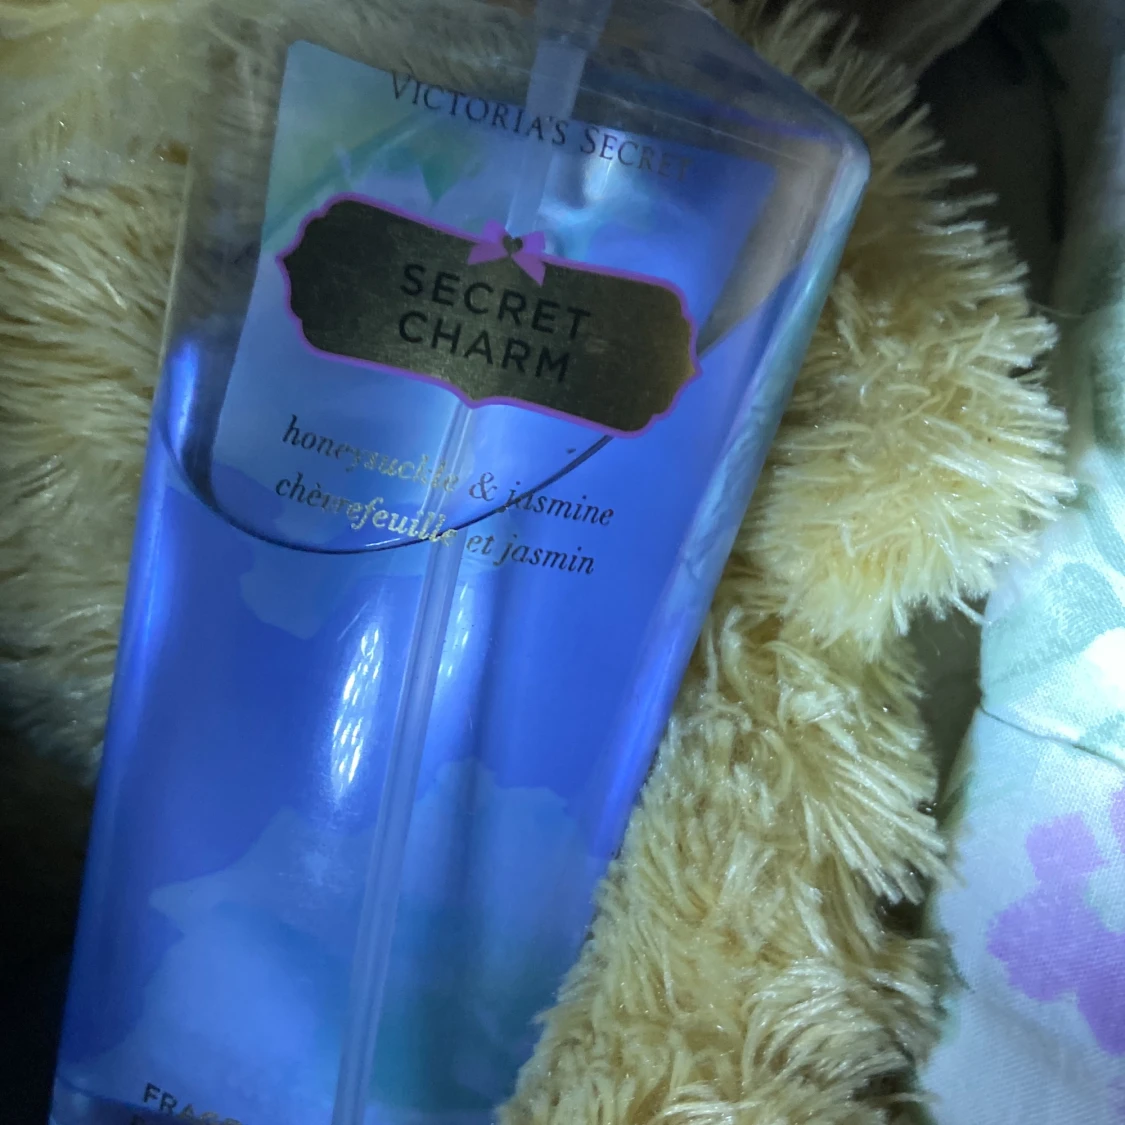 VICTORIA'S SECRET
SECRET
CHARM
honeysuckle & jasmine
chèvrefeuille et jasmin